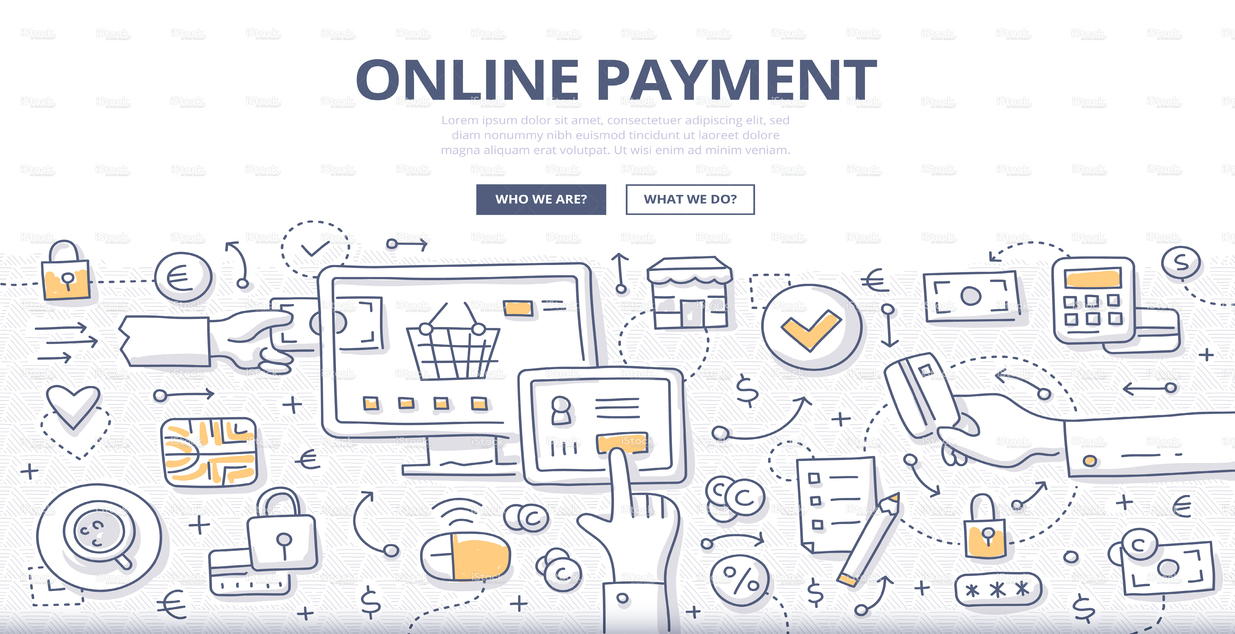 ONLINE PAYMENT
Lorem ipsum dolor sit amet, consectetuer adipiscing elit, sed
diam nonummy nibh euismod tincidunt ut laoreet dolore
magna aliquam erat volutpat. Ut wisi enim ad minim veniam.
WHO WE ARE? WHAT WE DO?
iStock